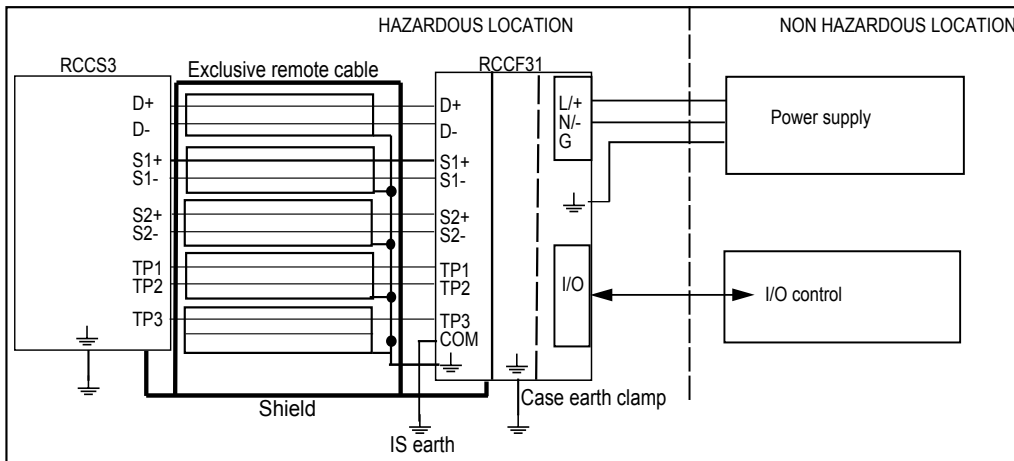 HAZARDOUS LOCATION
NON HAZARDOUS LOCATION
RCCS3
Exclusive remote cable
RCCF31
D+
D-
S1+
S1-
S2+
S2-
TP1
TP2
TP3
D+
D-
S1+
S1-
S2+
S2-
TP1
TP2
TP3
COM
L/+
N/-
G
I/O
Power supply
I/O control
Shield
Case earth clamp
IS earth